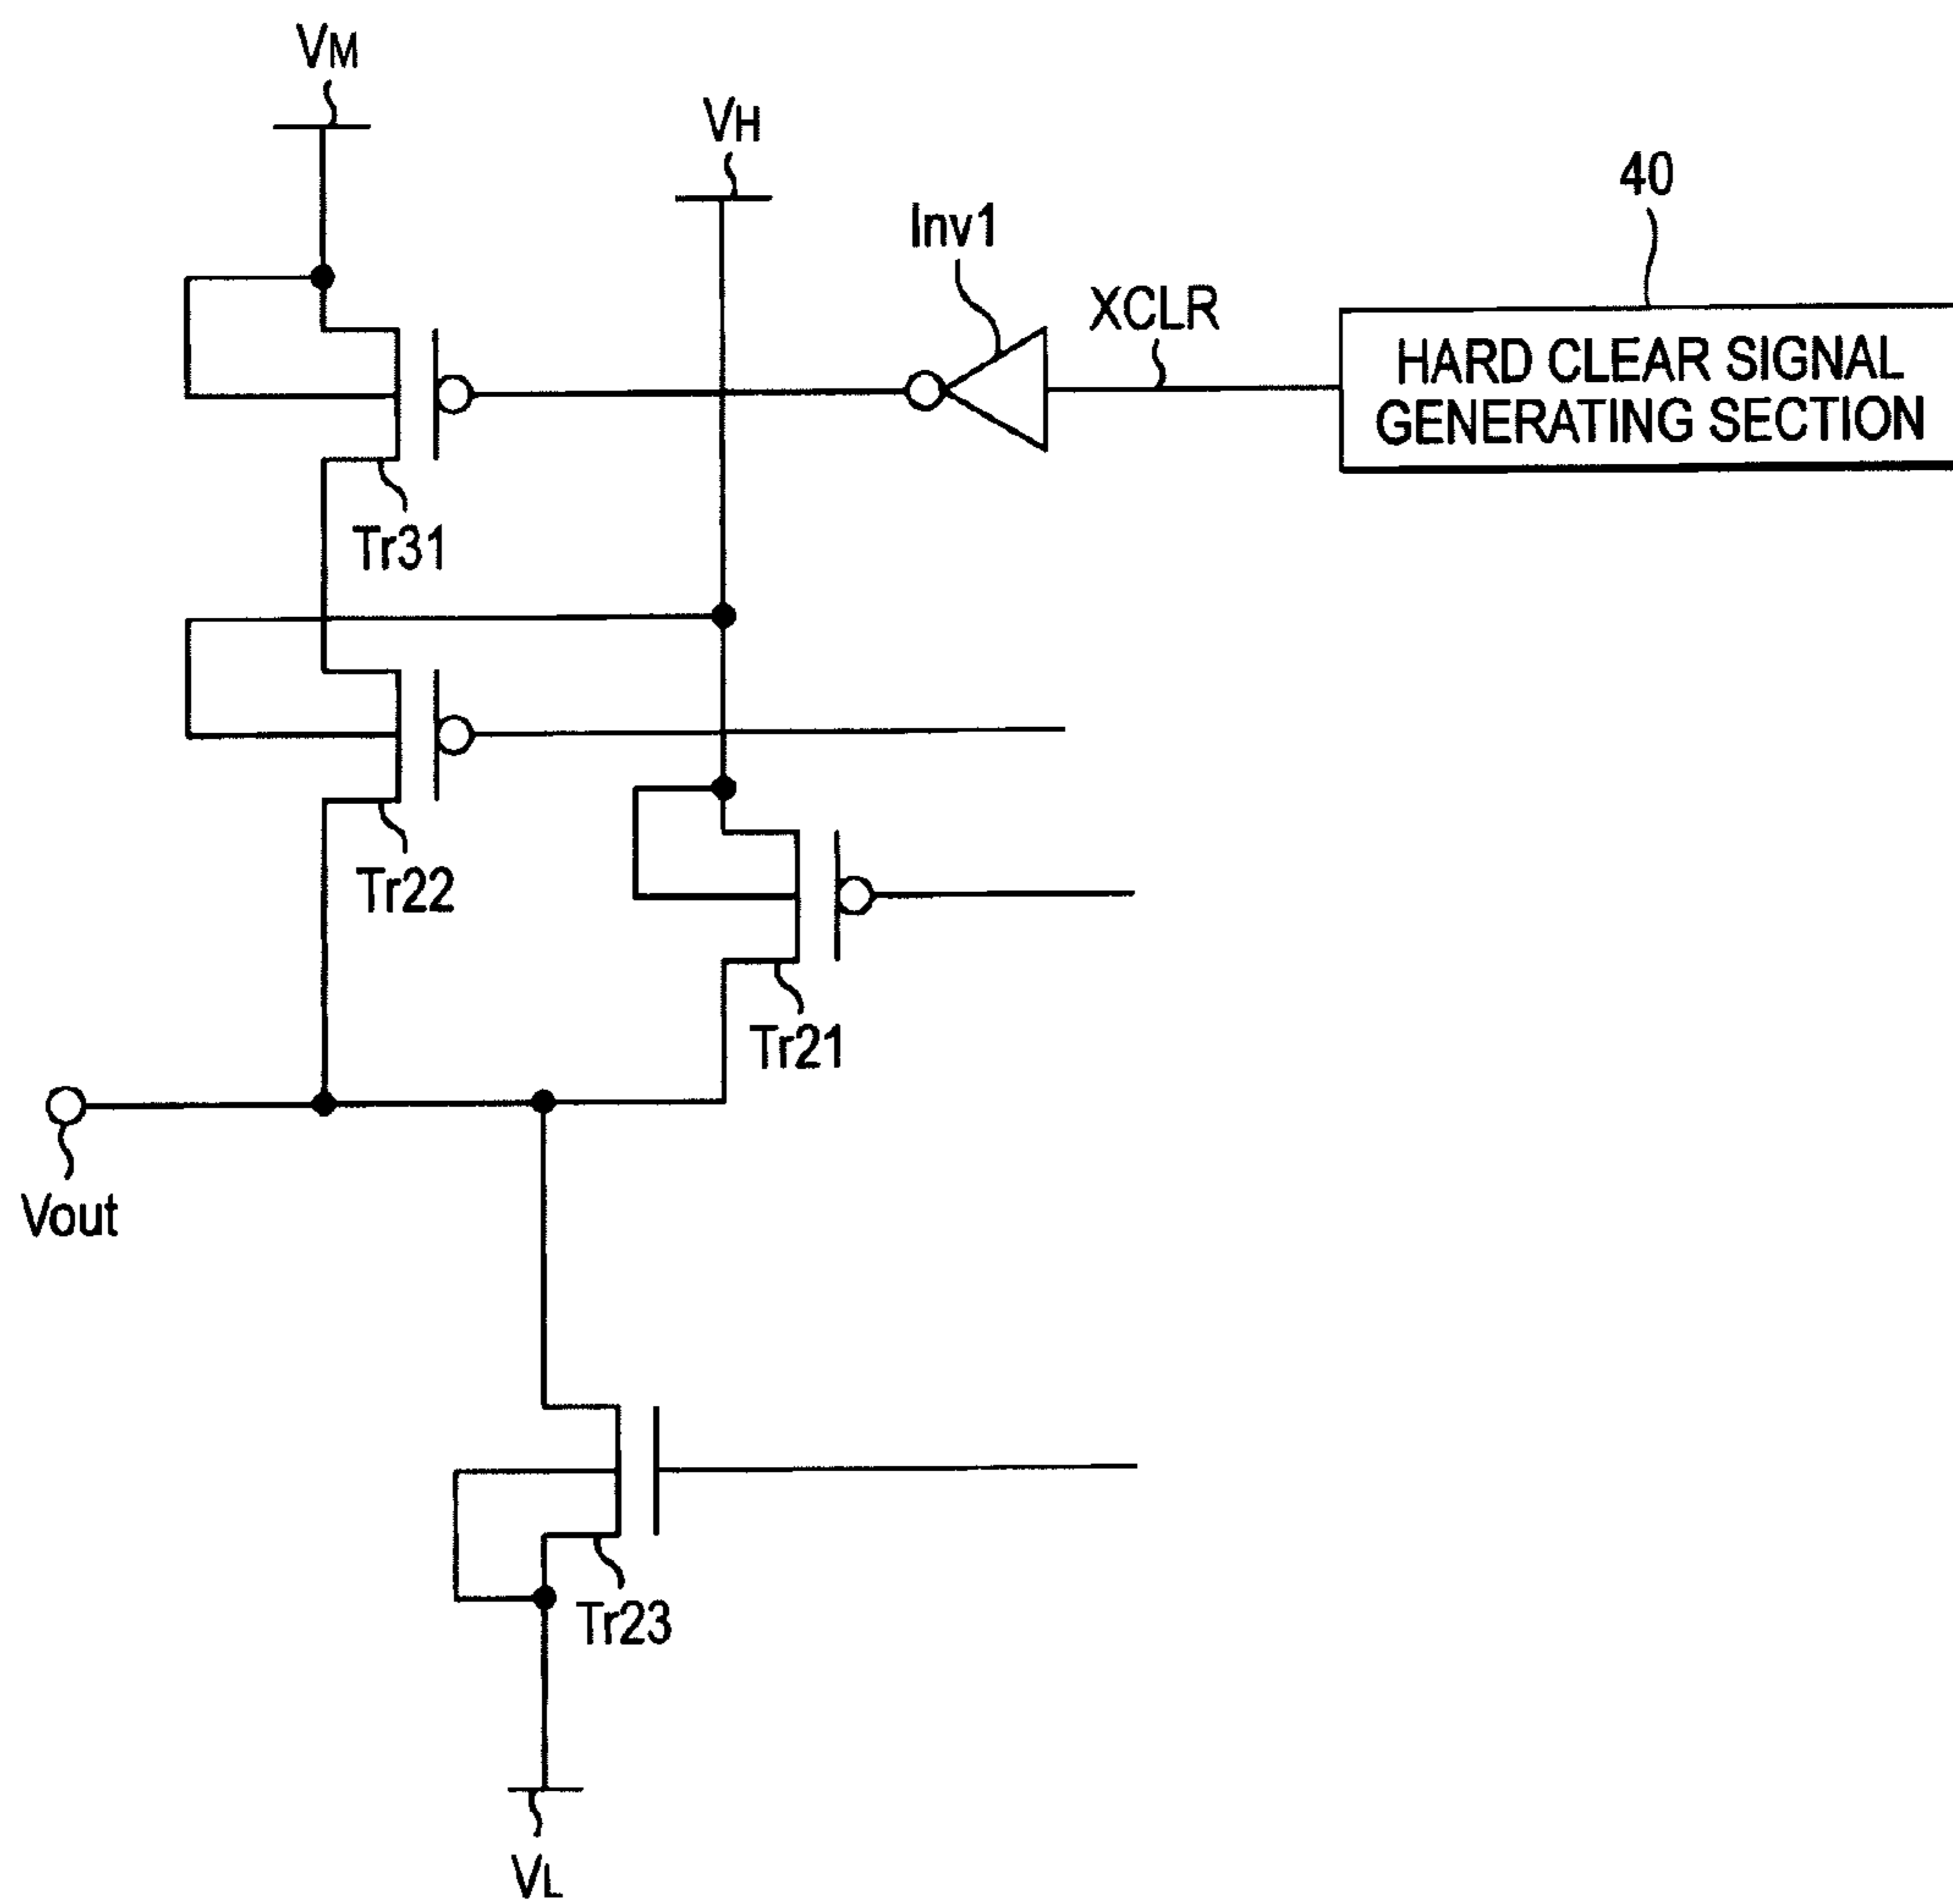 VM
VH
40
Inv1
XCLR
HARD CLEAR SIGNAL
GENERATING SECTION
Tr31
Tr22
Tr21
Vout
Tr23
VL